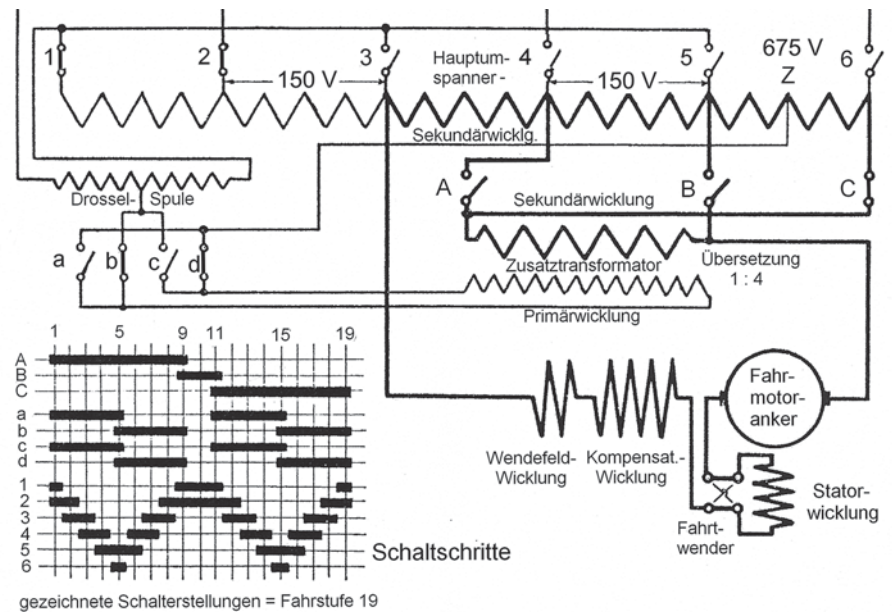 1
2
3
Hauptum-
spanner -
4
5
675 V
Z
6
150 V
150 V
Sekundärwicklg.
Drossel-
Spule
A
Sekundärwicklung
B
C
a
b
c
d
Zusatztransformator
Übersetzung
1 : 4
Primärwicklung
1 5 9 11 15 19
A
B
C
a
b
c
d
1
2
3
4
5
6
Schaltschritte
Wendefeld-
Wicklung
Kompensat.-
Wicklung
Fahr-
motor-
anker
Fahrt-
wender
Stator-
wicklung
gezeichnete Schalterstellungen = Fahrstufe 19